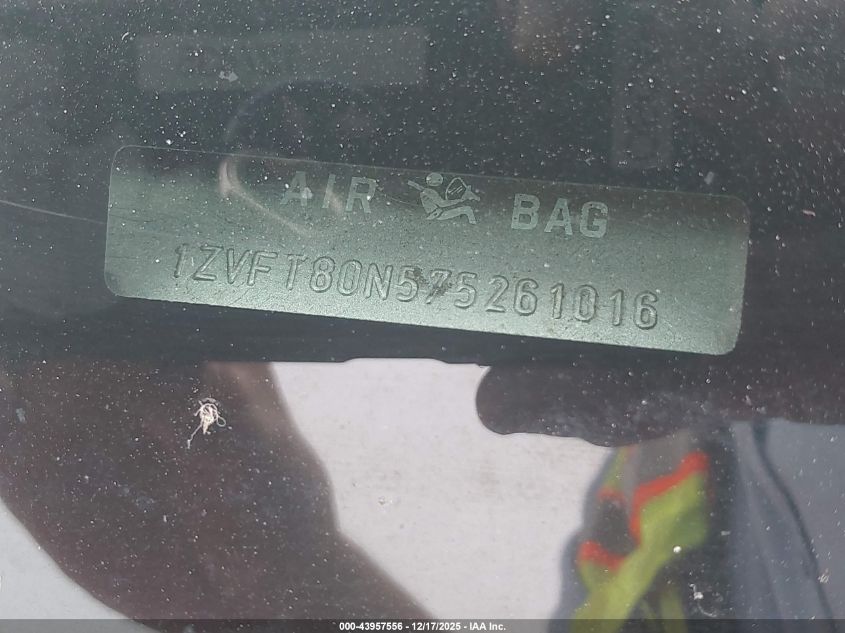 AIR BAG
1ZVFT80N575261016
000-43957556 - 12/17/2025 - IAA Inc.